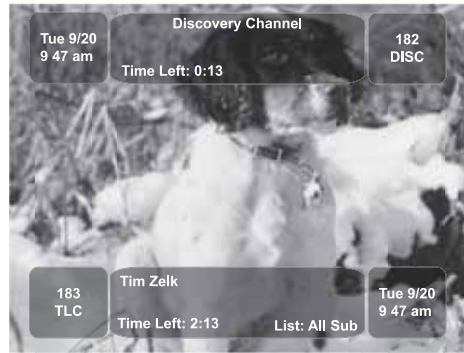 Tue 9/20
9 47 am
Discovery Channel
Time Left: 0:13
182
DISC
183
TLC
Tim Zelk
Time Left: 2:13
List: All Sub
Tue 9/20
9 47 am